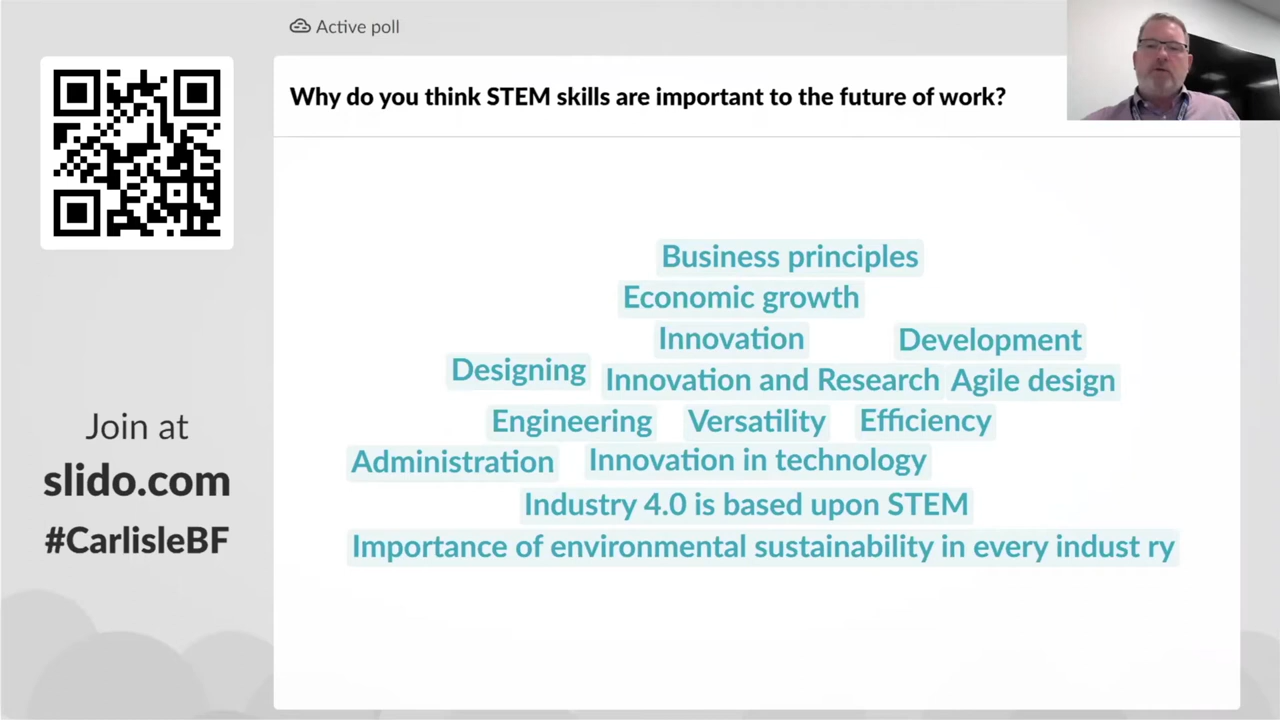 Active poll
Why do you think STEM skills are important to the future of work?
Business principles
Economic growth
Innovation
Development
Designing
Innovation and Research
Agile design
Engineering
Versatility
Efficiency
Administration
Innovation in technology
Industry 4.0 is based upon STEM
Importance of environmental sustainability in every indust ry
Join at
slido.com
#CarlisleBF